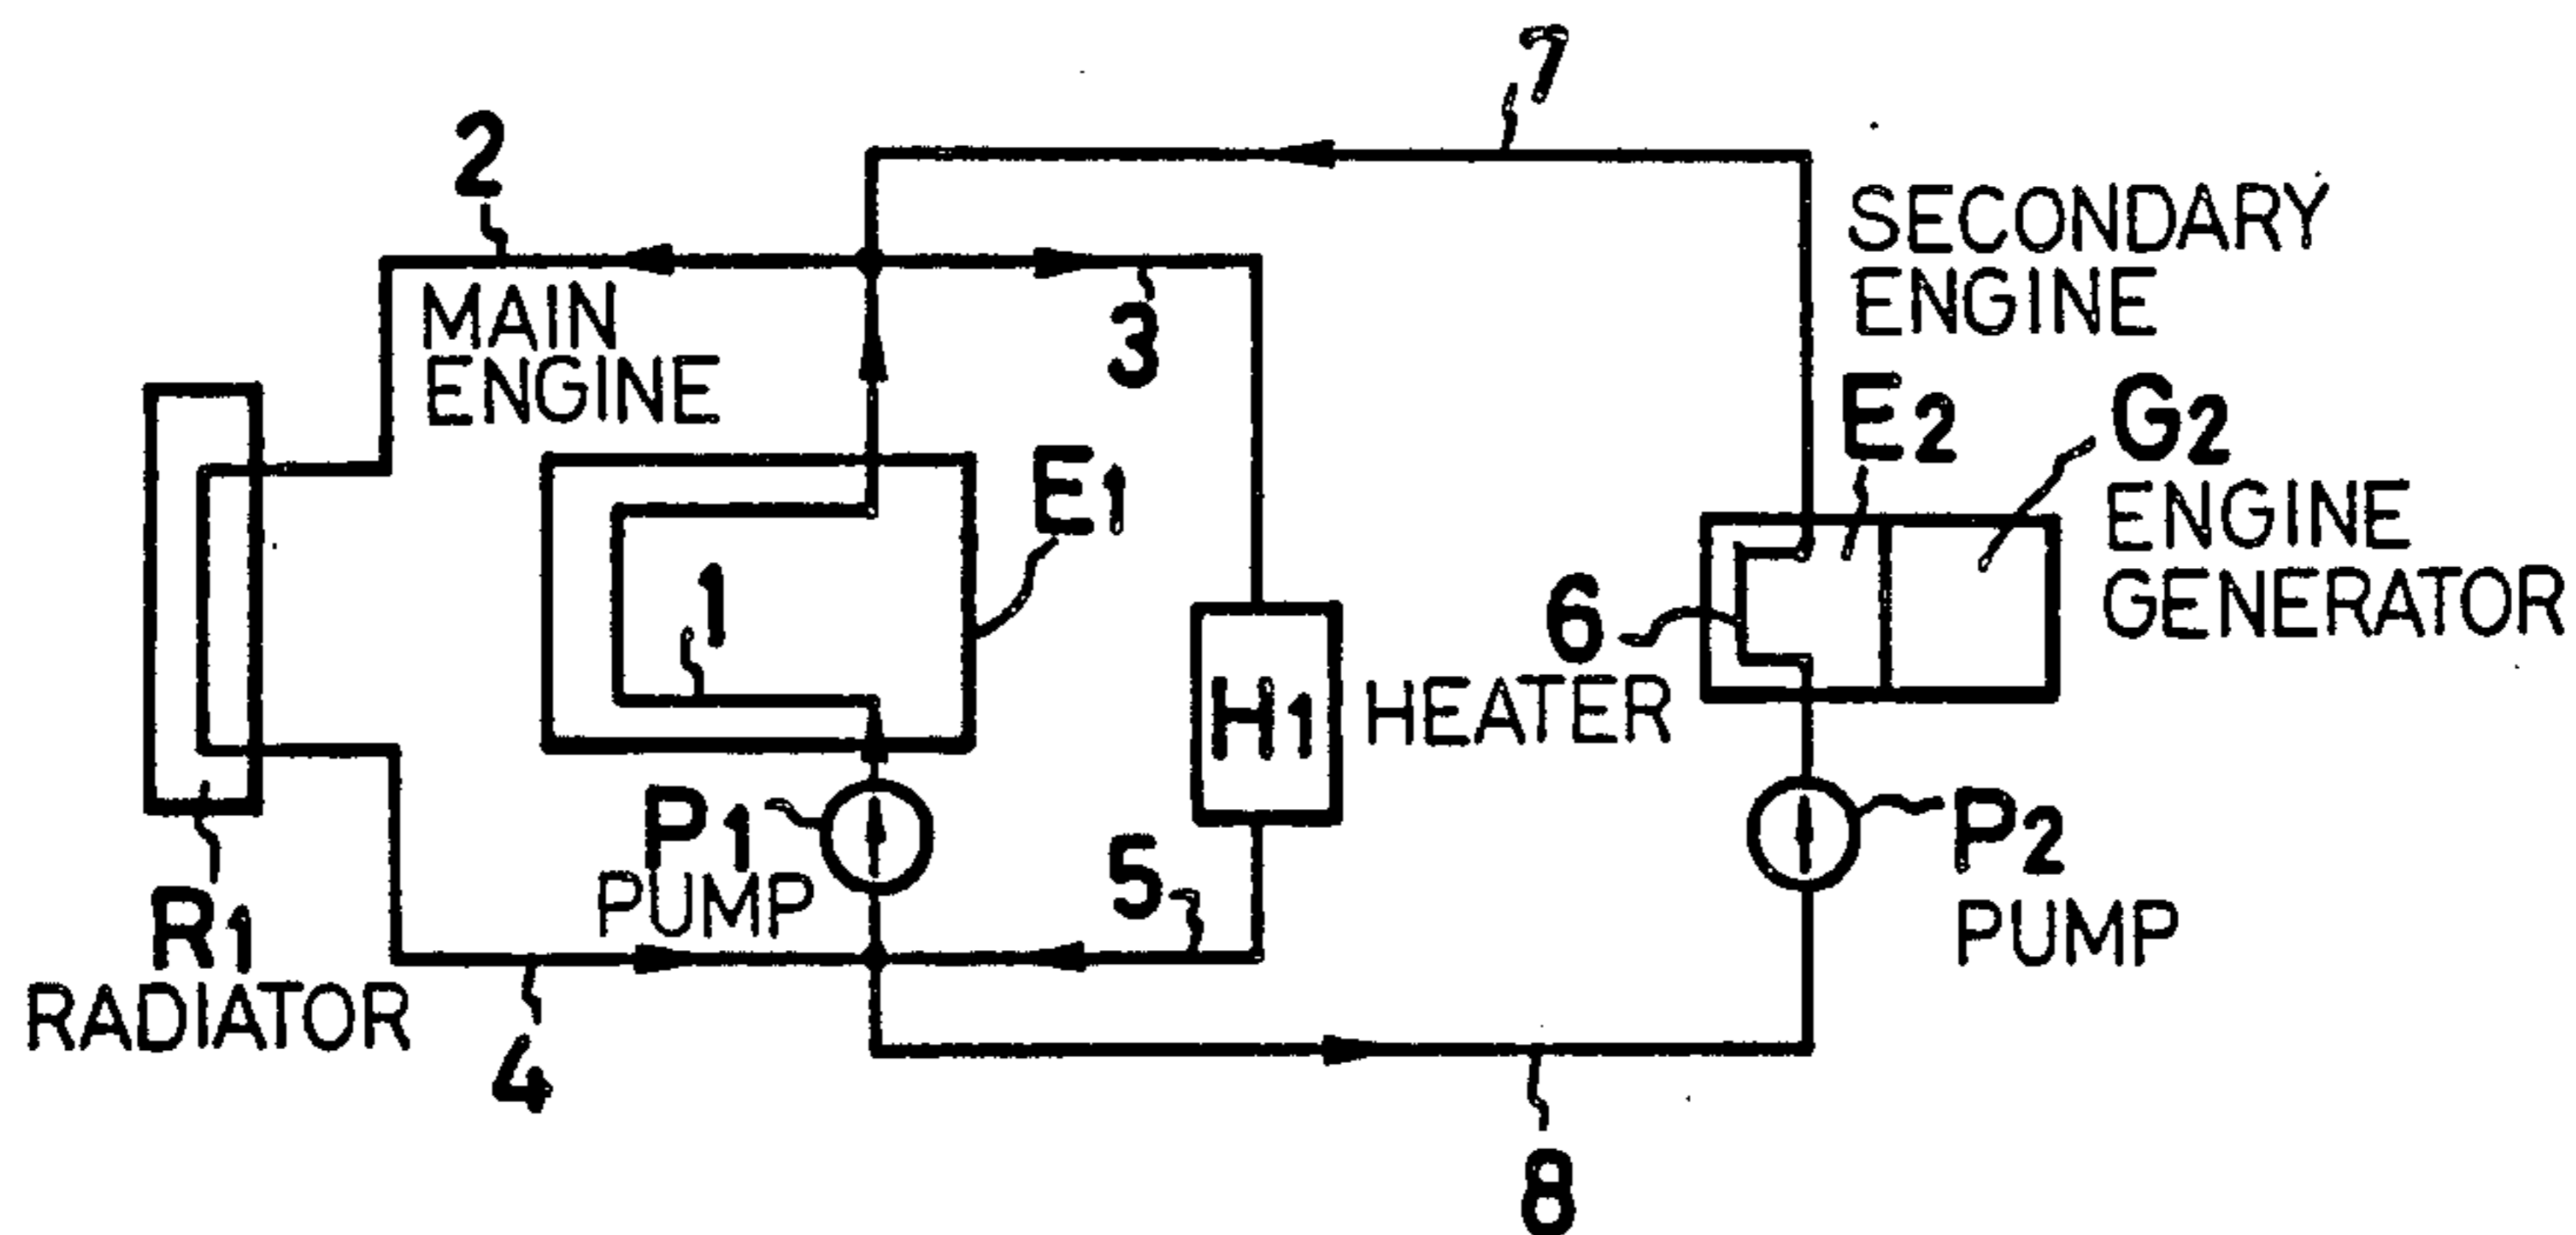 7
2
SECONDARY
ENGINE
MAIN
ENGINE
3
E2
G2
ENGINE
GENERATOR
E1
1
6
H1
HEATER
P1
PUMP
P2
PUMP
5
R1
RADIATOR
4
8